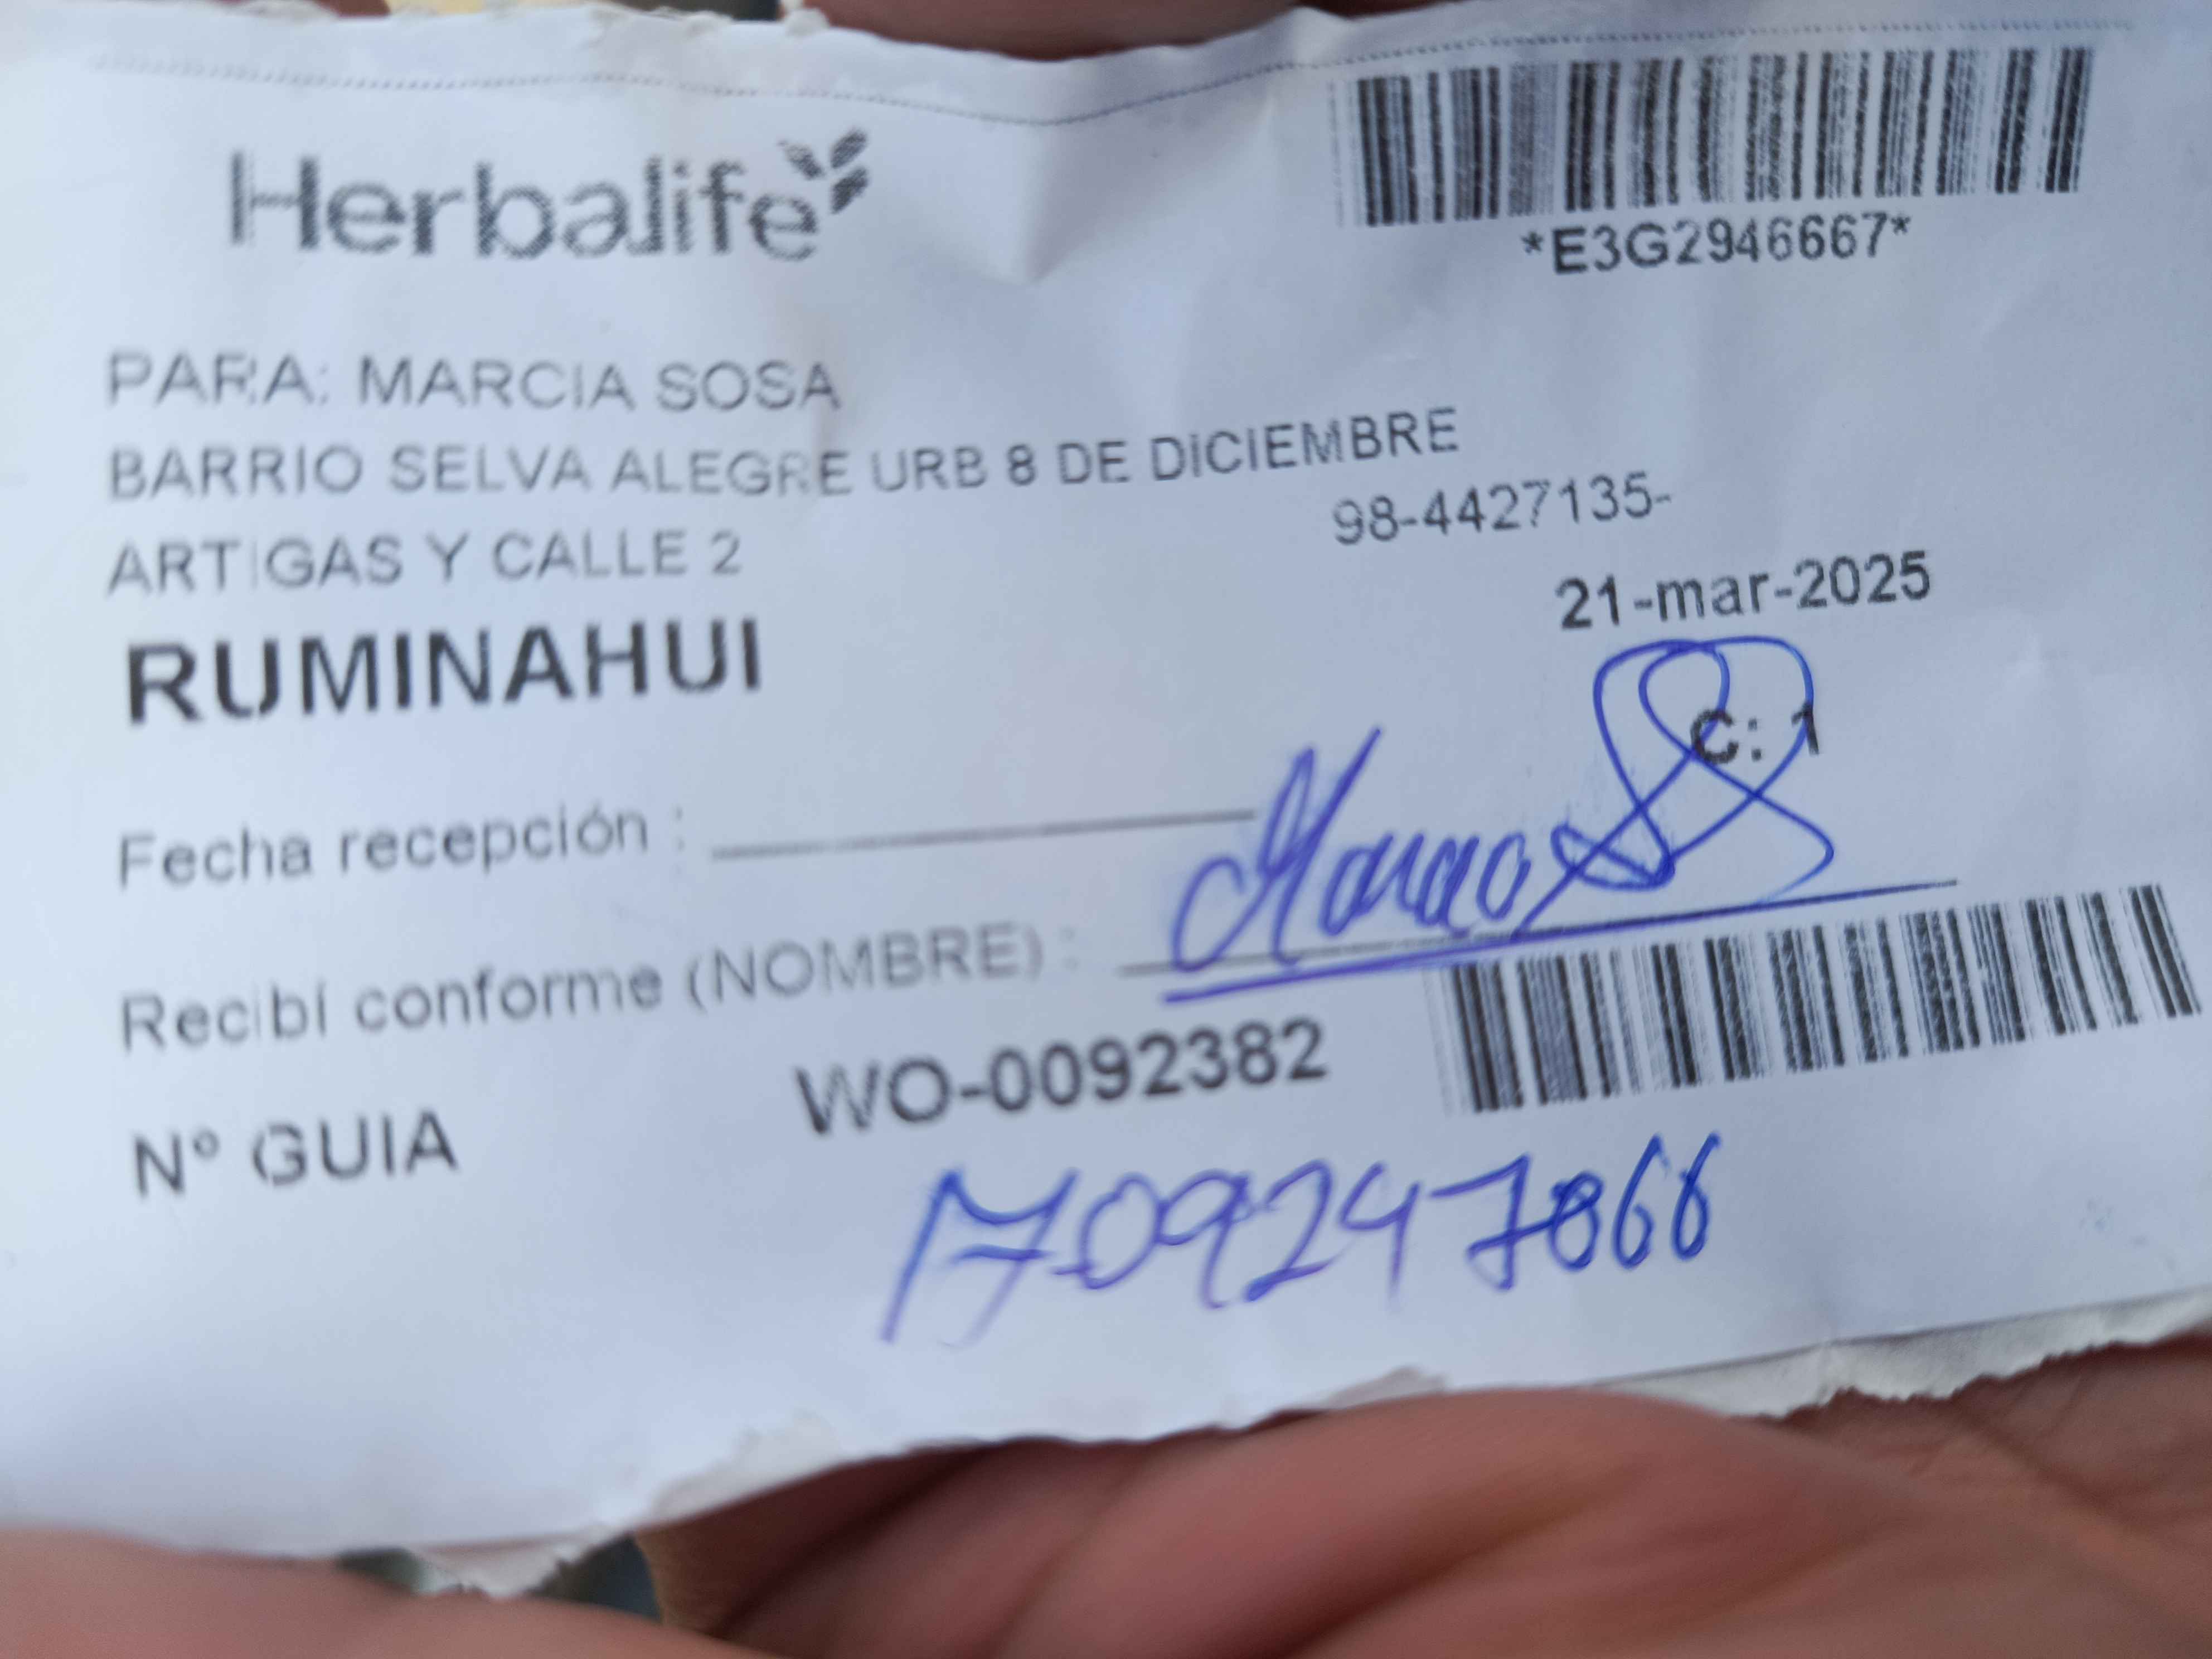 Herbalife
*E3G2946667*
PARA: MARCIA SOSA
BARRIO SELVA ALEGRE URB 8 DE DICIEMBRE
98-4427135-
ARTIGAS Y CALLE 2
21-mar-2025
RUMINAHUI
C: 1
Fecha recepción :
Recibí conforme (NOMBRE) :
Nº GUIA WO-0092382
1709247066